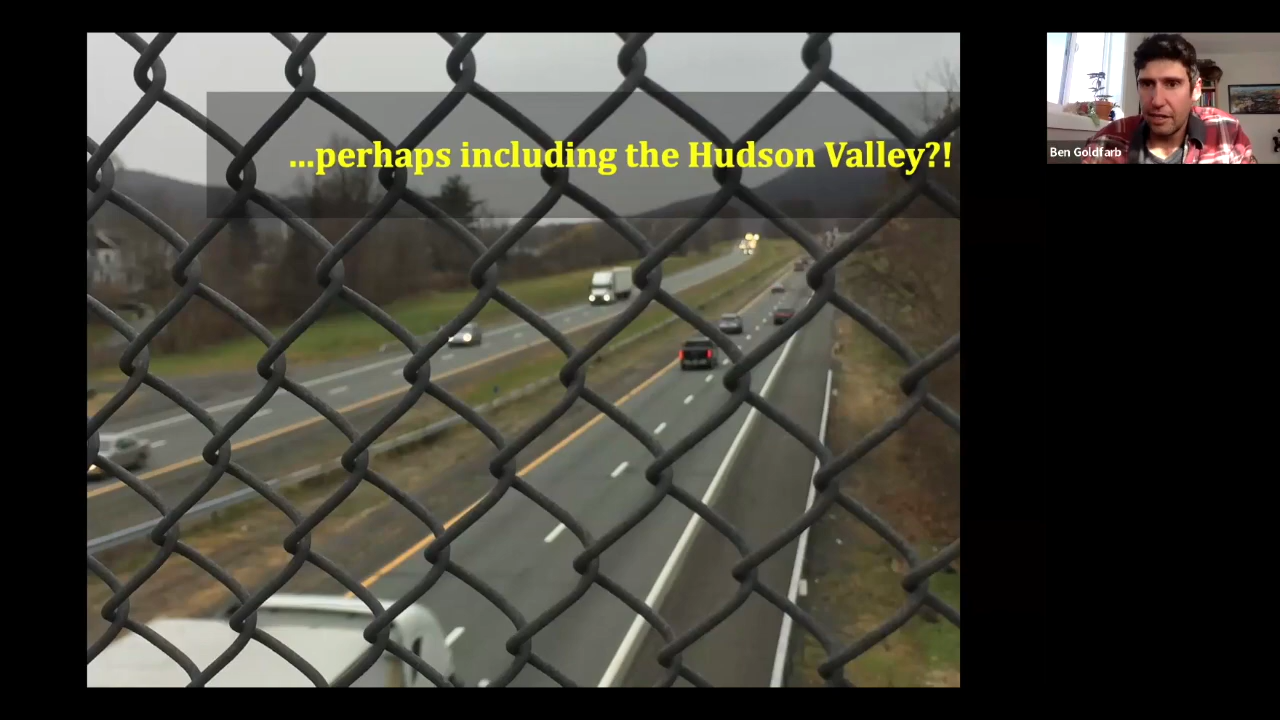 ...perhaps including the Hudson Valley?!
Ben Goldfarb